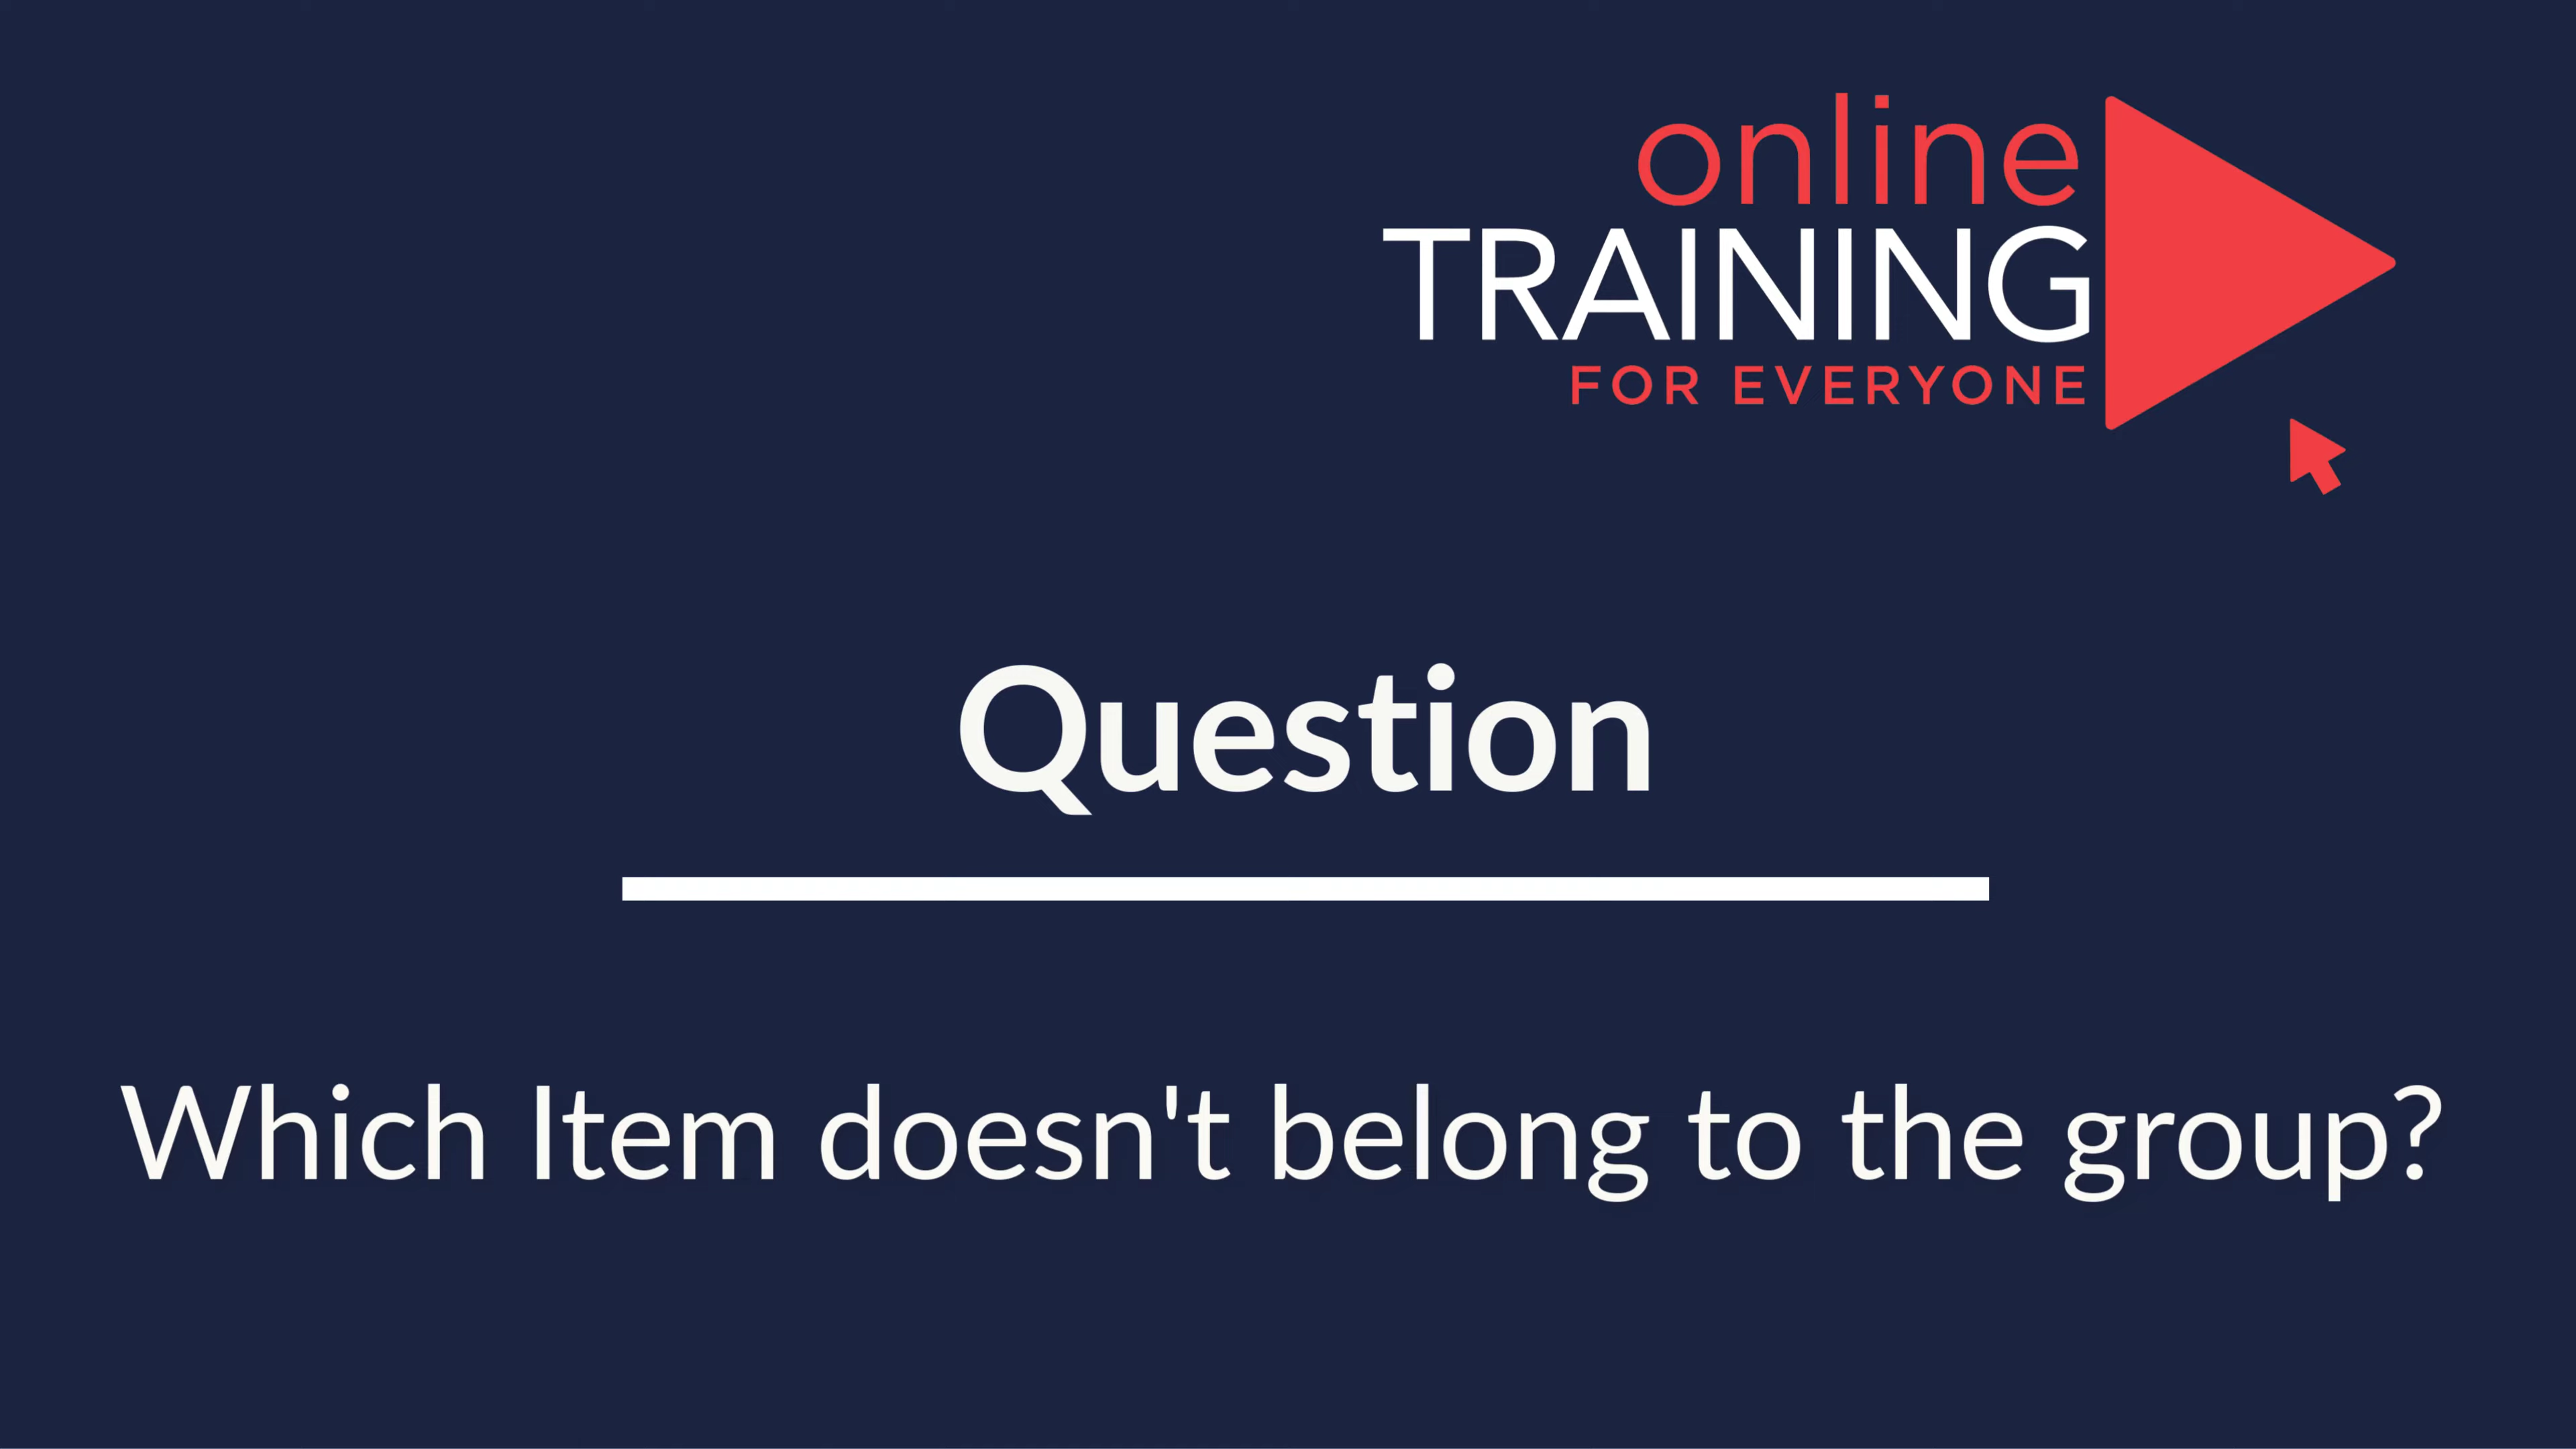 online
TRAINING
FOR EVERYONE
Question
Which Item doesn't belong to the group?